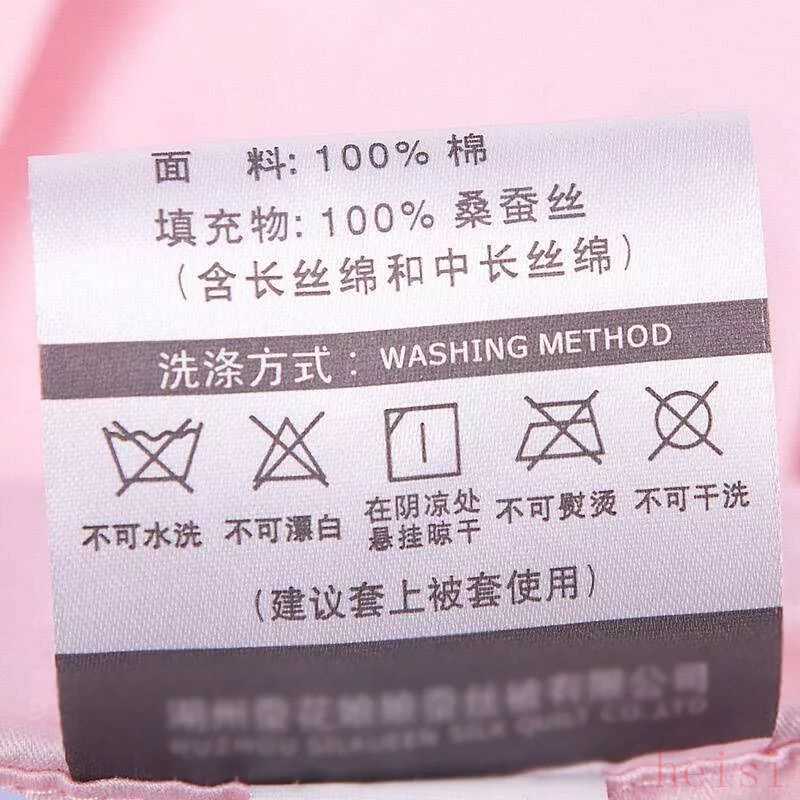 面 料: 100% 棉
填充物: 100% 桑蚕丝
(含长丝绵和中长丝绵)
洗涤方式: WASHING METHOD
不可水洗 不可漂白 在阴凉处悬挂晾干 不可熨烫 不可干洗
(建议套上被套使用)
heisi